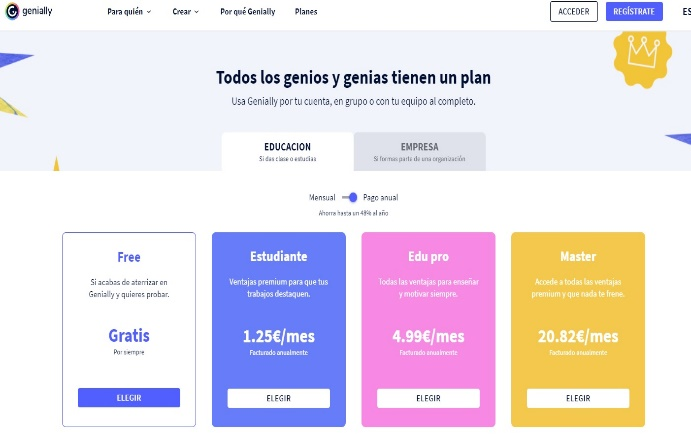 genially
Para quién
Crear
Por qué Genially
Planes
ACCEDER
REGÍSTRATE
ES
Todos los genios y genias tienen un plan
Usa Genially por tu cuenta, en grupo o con tu equipo al completo.
EDUCACION
Si das clase o estudias
EMPRESA
Si formas parte de una organización
Mensual
Pago anual
Ahorra hasta un 48% al año
Free
Si acabas de aterrizar en
Genially y quieres probar.
Gratis
Por siempre
ELEGIR
Estudiante
Ventajas premium para que tus
trabajos destaquen.
1.25€/mes
Facturado anualmente
ELEGIR
Edu pro
Todas las ventajas para enseñar
y motivar siempre.
4.99€/mes
Facturado anualmente
ELEGIR
Master
Accede a todas las ventajas
premium y que nada te frene.
20.82€/mes
Facturado anualmente
ELEGIR